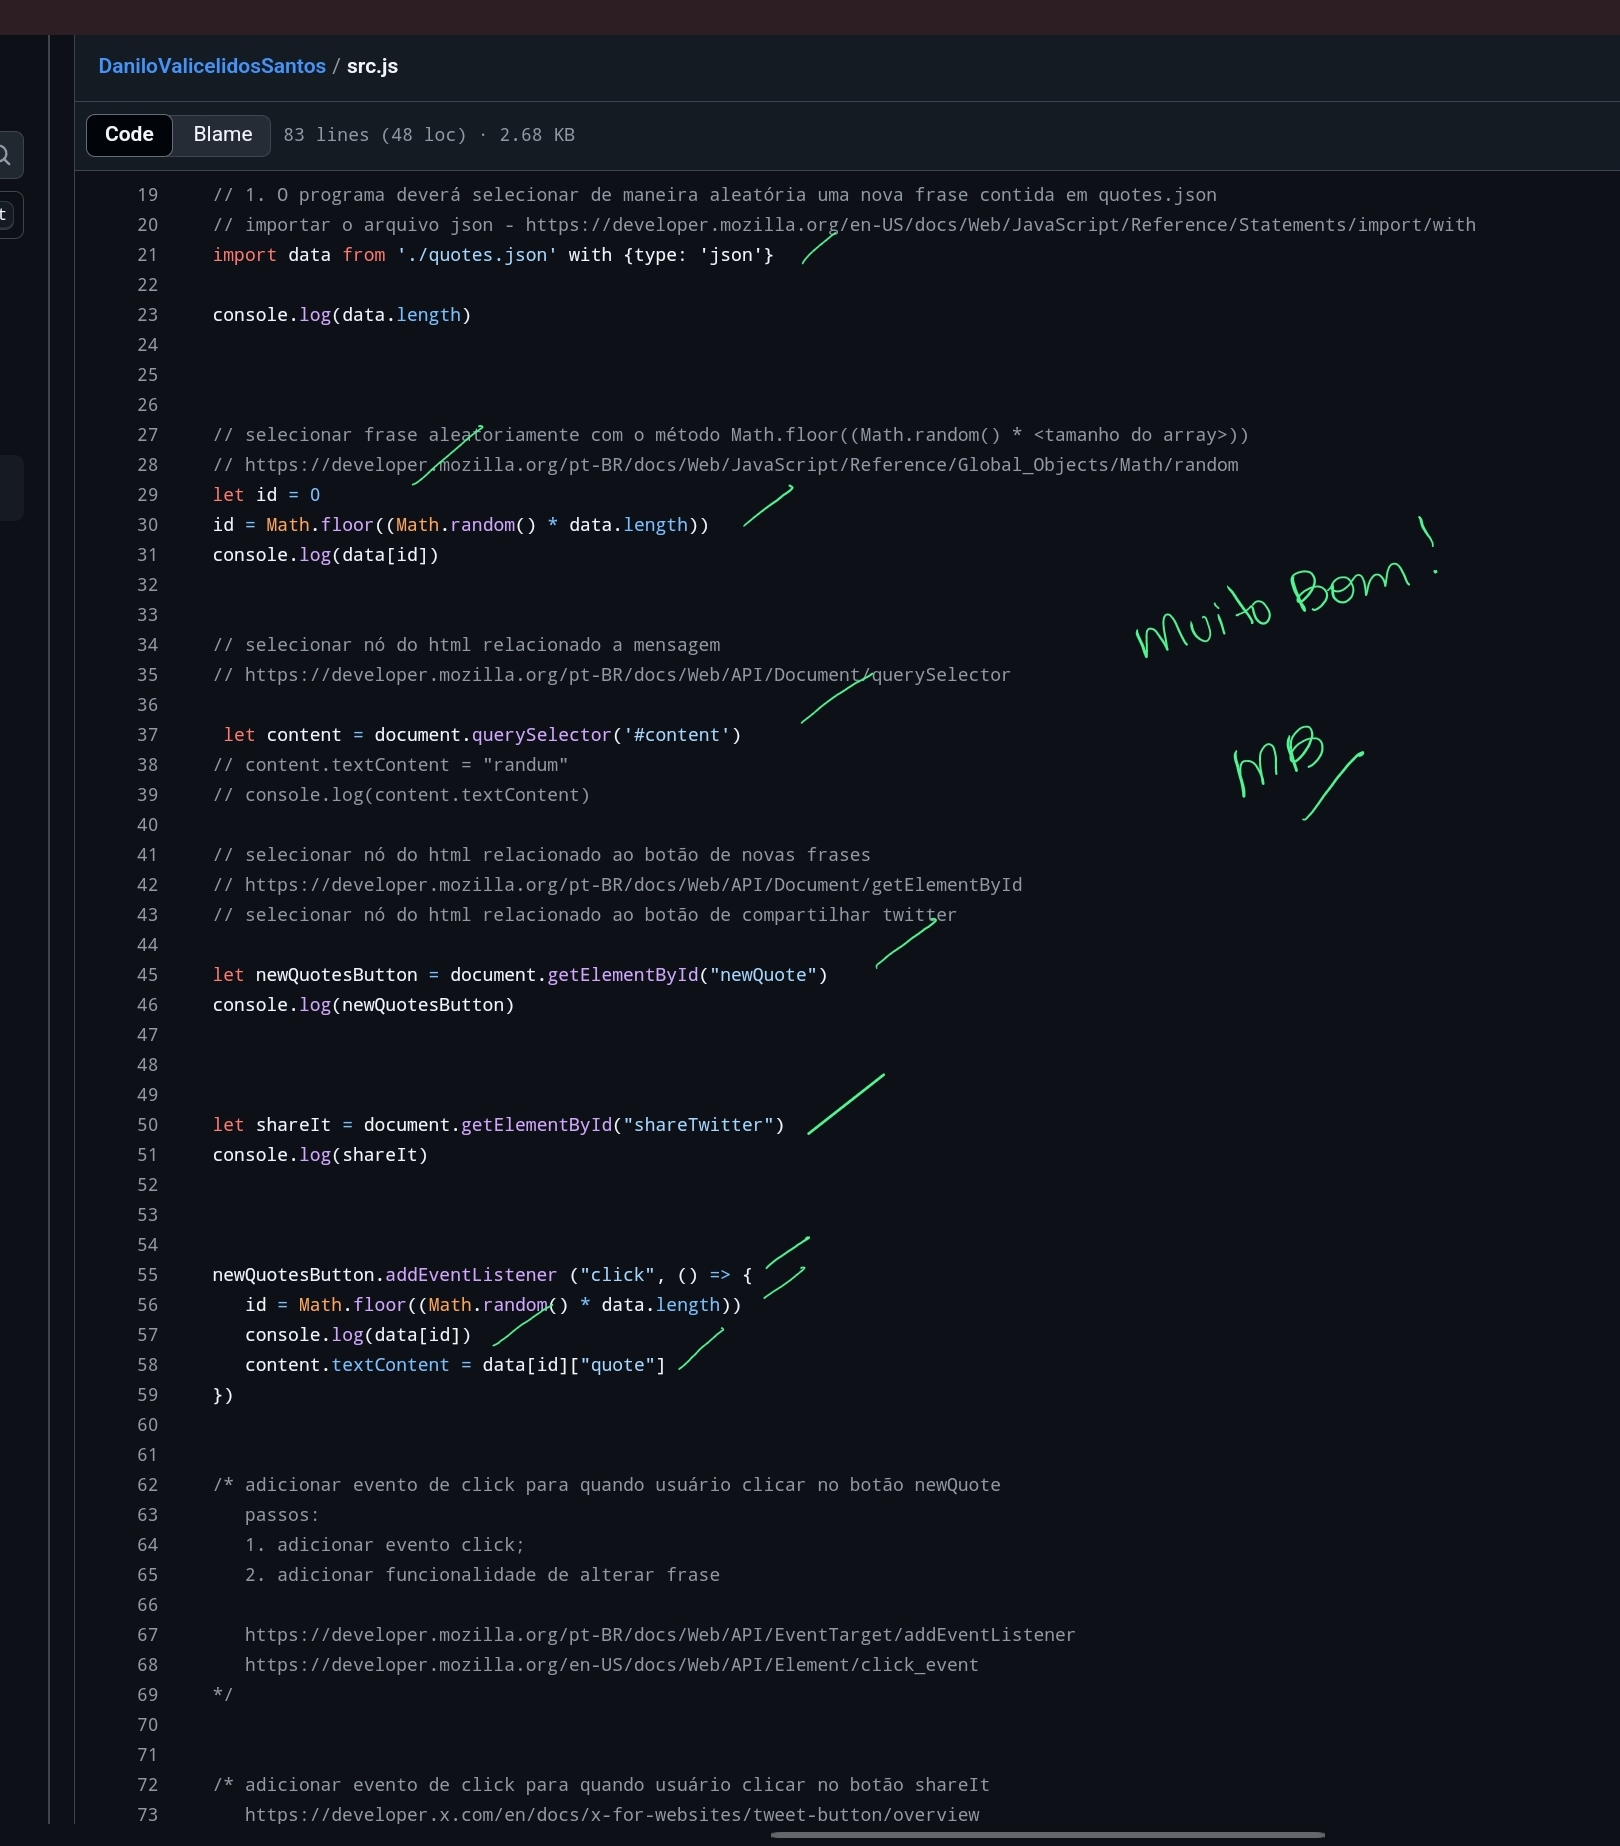 DaniloValicelidosSantos / src.js
Code Blame 83 lines (48 loc) · 2.68 KB
t
19 // 1. O programa deverá selecionar de maneira aleatória uma nova frase contida em quotes.json
20 // importar o arquivo json - https://developer.mozilla.org/en-US/docs/Web/JavaScript/Reference/Statements/import/with
21 import data from './quotes.json' with {type: 'json'}
22
23 console.log(data.length)
24
25
26
27 // selecionar frase aleatoriamente com o método Math.floor((Math.random() * <tamanho do array>))
28 // https://developer.mozilla.org/pt-BR/docs/Web/JavaScript/Reference/Global_Objects/Math/random
29 let id = 0
30 id = Math.floor((Math.random() * data.length))
31 console.log(data[id])
32
33
Muito Bom!
34 // selecionar nó do html relacionado a mensagem
35 // https://developer.mozilla.org/pt-BR/docs/Web/API/Document/querySelector
36
37 let content = document.querySelector('#content')
MB
38 // content.textContent = "randum"
39 // console.log(content.textContent)
40
41 // selecionar nó do html relacionado ao botão de novas frases
42 // https://developer.mozilla.org/pt-BR/docs/Web/API/Document/getElementById
43 // selecionar nó do html relacionado ao botão de compartilhar twitter
44
45 let newQuotesButton = document.getElementById("newQuote")
46 console.log(newQuotesButton)
47
48
49
50 let shareIt = document.getElementById("shareTwitter")
51 console.log(shareIt)
52
53
54
55 newQuotesButton.addEventListener ("click", () => {
56 id = Math.floor((Math.random() * data.length))
57 console.log(data[id])
58 content.textContent = data[id]["quote"]
59 })
60
61
62 /* adicionar evento de click para quando usuário clicar no botão newQuote
63 passos:
64 1. adicionar evento click;
65 2. adicionar funcionalidade de alterar frase
66
67 https://developer.mozilla.org/pt-BR/docs/Web/API/EventTarget/addEventListener
68 https://developer.mozilla.org/en-US/docs/Web/API/Element/click_event
69 */
70
71
72 /* adicionar evento de click para quando usuário clicar no botão shareIt
73 https://developer.x.com/en/docs/x-for-websites/tweet-button/overview